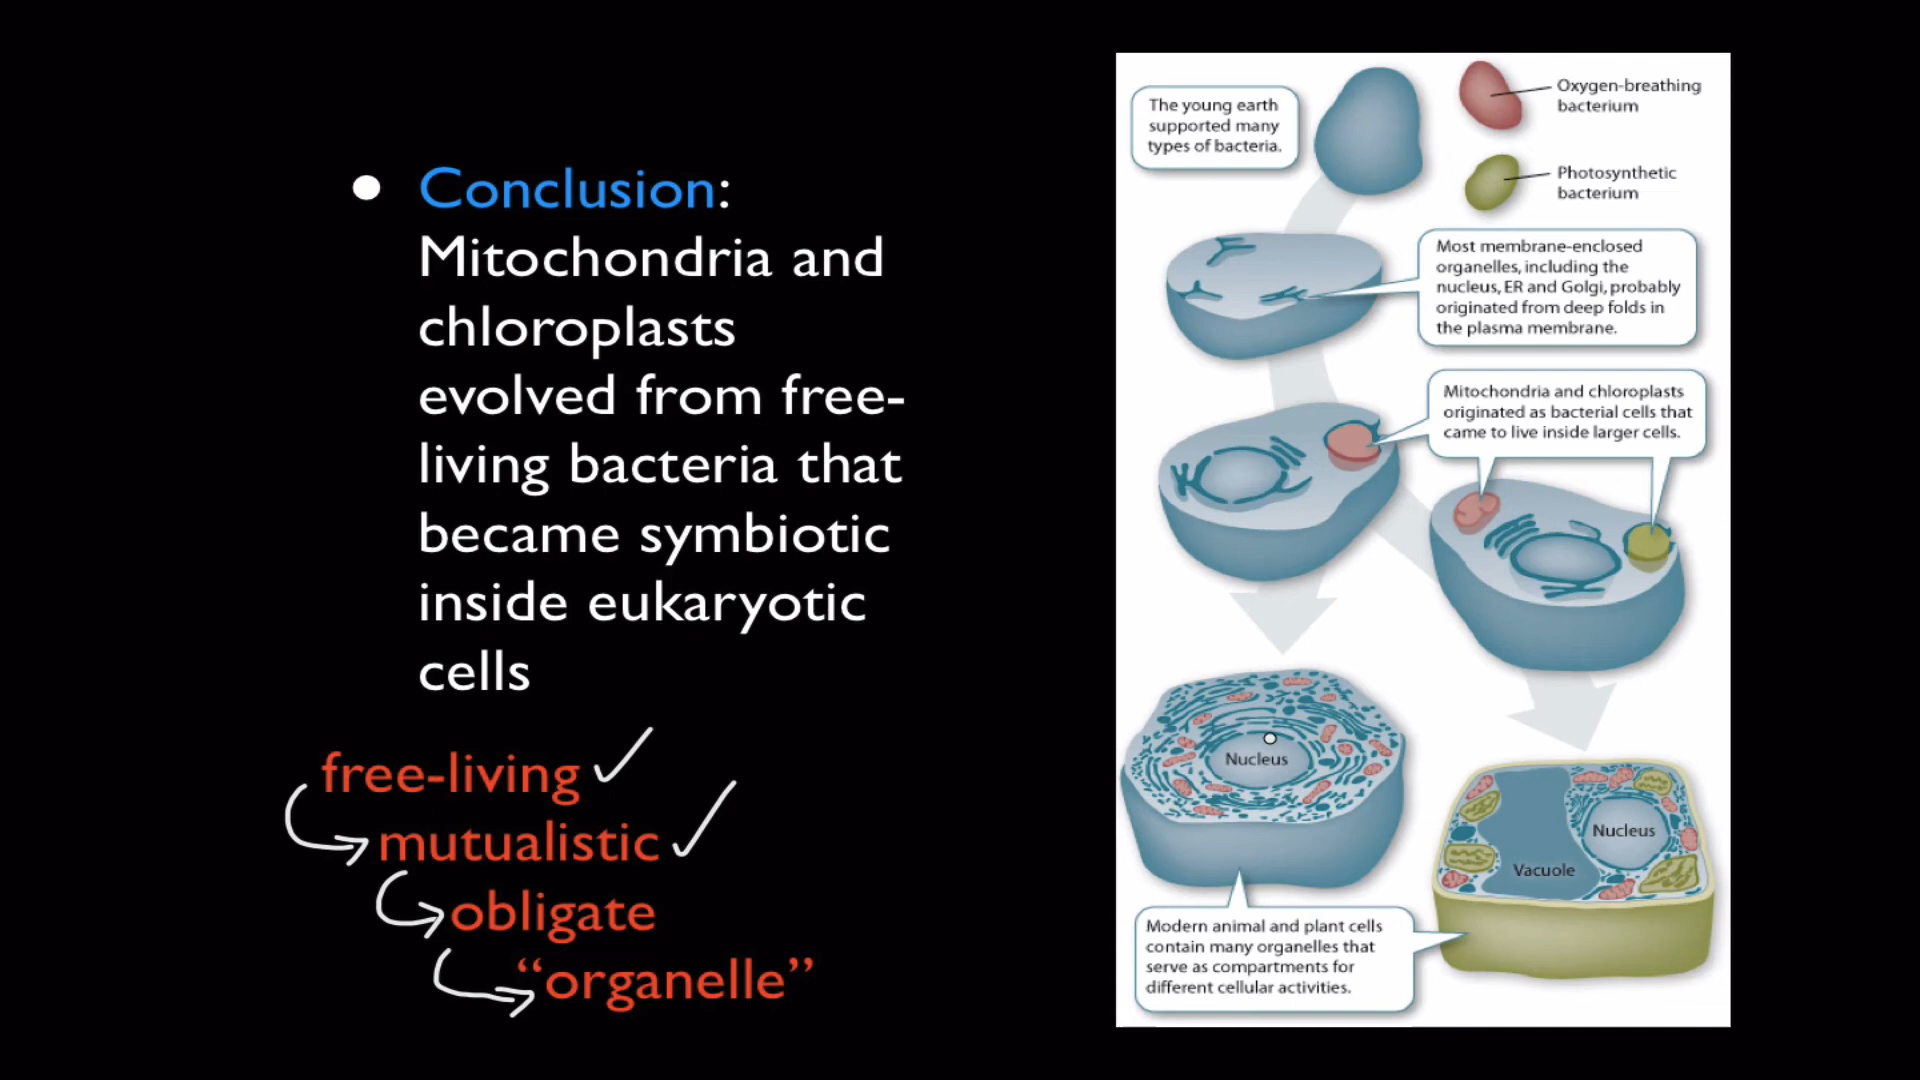 • Conclusion:
Mitochondria and
chloroplasts
evolved from free-
living bacteria that
became symbiotic
inside eukaryotic
cells
free-living
mutualistic
obligate
“organelle”
The young earth
supported many
types of bacteria.
Oxygen-breathing
bacterium
Photosynthetic
bacterium
Most membrane-enclosed
organelles, including the
nucleus, ER and Golgi, probably
originated from deep folds in
the plasma membrane.
Mitochondria and chloroplasts
originated as bacterial cells that
came to live inside larger cells.
Nucleus
Nucleus
Vacuole
Modern animal and plant cells
contain many organelles that
serve as compartments for
different cellular activities.